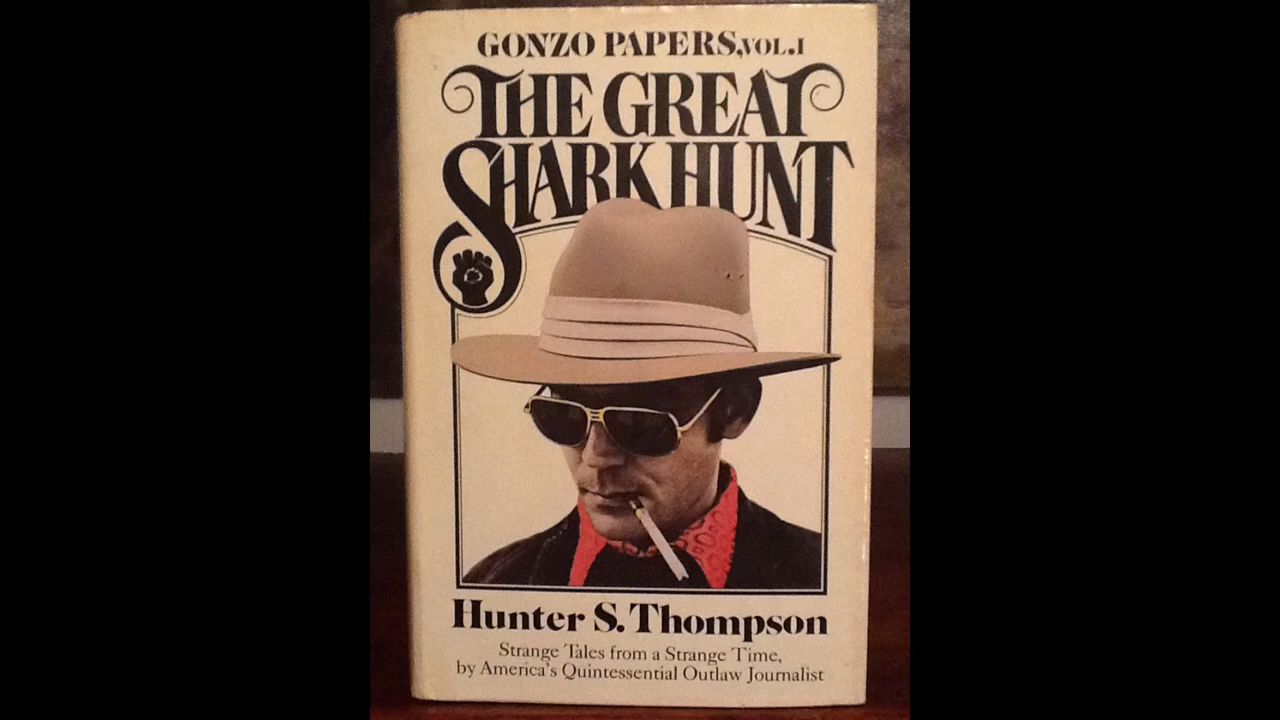 GONZO PAPERS, VOL. I
THE GREAT
SHARK HUNT
Hunter S. Thompson
Strange Tales from a Strange Time,
by America's Quintessential Outlaw Journalist